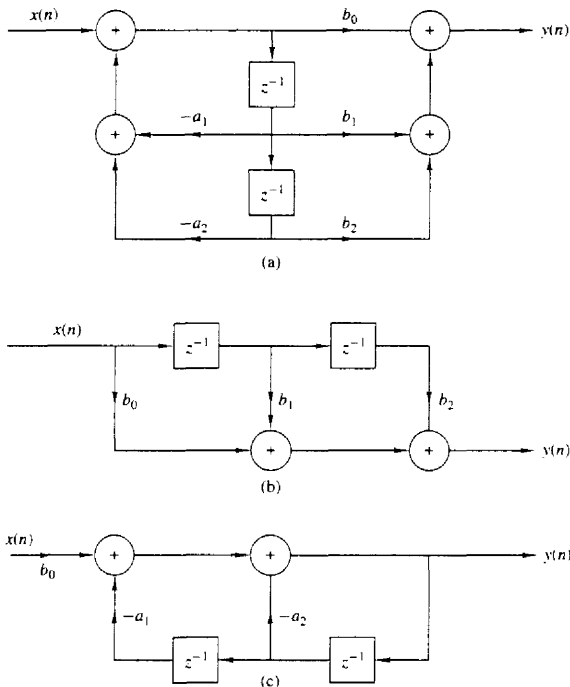 x(n) + b₀ + y(n)
z⁻¹
+ −a₁ b₁ +
z⁻¹
−a₂ b₂
(a)
x(n) z⁻¹ z⁻¹
b₀ b₁ b₂
+ + y(n)
(b)
x(n) + + y(n)
b₀
−a₁ −a₂
z⁻¹ z⁻¹
(c)